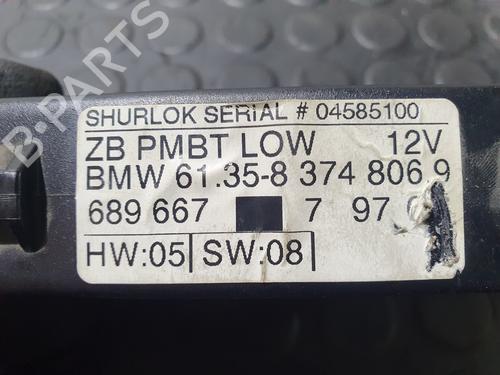 SHURLOK SERIAL # 04585100
ZB PMBT LOW 12V
BMW 61.35-8 374 806 9
689 667 7 97
HW:05 SW:08
B-PARTS